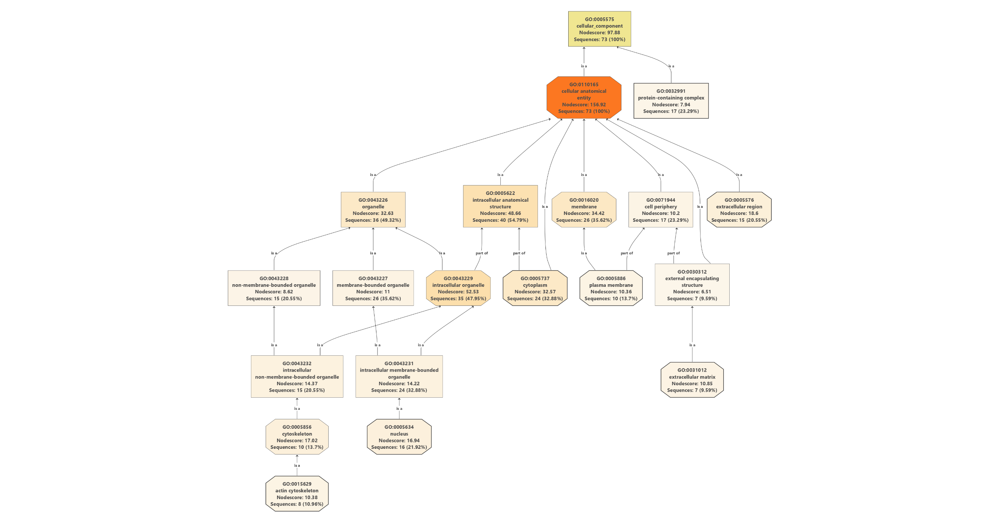 GO:0005575
cellular_component
Nodescore: 97.88
Sequences: 73 (100%)
is a
is a
GO:0110165
cellular anatomical
entity
Nodescore: 156.92
Sequences: 73 (100%)
GO:0032991
protein-containing complex
Nodescore: 7.94
Sequences: 17 (23.29%)
is a
is a
is a
is a
is a
GO:0043226
organelle
Nodescore: 32.63
Sequences: 36 (49.32%)
GO:0005622
intracellular anatomical
structure
Nodescore: 48.66
Sequences: 40 (54.79%)
is a
GO:0016020
membrane
Nodescore: 34.42
Sequences: 26 (35.62%)
GO:0071944
cell periphery
Nodescore: 10.2
Sequences: 17 (23.29%)
is a
GO:0005576
extracellular region
Nodescore: 18.6
Sequences: 15 (20.55%)
is a
is a
is a
part of
part of
is a
part of
part of
GO:0043228
non-membrane-bounded organelle
Nodescore: 8.62
Sequences: 15 (20.55%)
GO:0043227
membrane-bounded organelle
Nodescore: 11
Sequences: 26 (35.62%)
GO:0043229
intracellular organelle
Nodescore: 52.53
Sequences: 35 (47.95%)
GO:0005737
cytoplasm
Nodescore: 32.57
Sequences: 24 (32.88%)
GO:0005886
plasma membrane
Nodescore: 10.36
Sequences: 10 (13.7%)
GO:0030312
external encapsulating
structure
Nodescore: 6.51
Sequences: 7 (9.59%)
is a
is a
is a
is a
is a
GO:0043232
intracellular
non-membrane-bounded organelle
Nodescore: 14.37
Sequences: 15 (20.55%)
GO:0043231
intracellular membrane-bounded
organelle
Nodescore: 14.22
Sequences: 24 (32.88%)
GO:0031012
extracellular matrix
Nodescore: 10.85
Sequences: 7 (9.59%)
is a
is a
GO:0005856
cytoskeleton
Nodescore: 17.02
Sequences: 10 (13.7%)
GO:0005634
nucleus
Nodescore: 16.94
Sequences: 16 (21.92%)
is a
GO:0015629
actin cytoskeleton
Nodescore: 10.38
Sequences: 8 (10.96%)